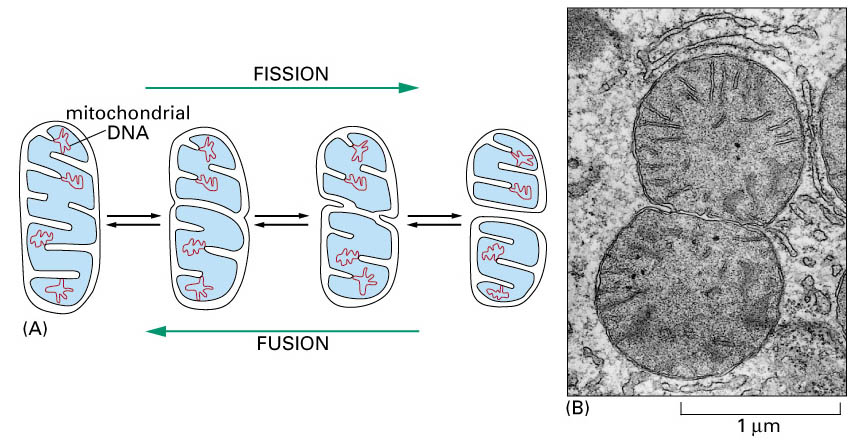 FISSION
mitochondrial
DNA
(A)
FUSION
(B)
1 μm